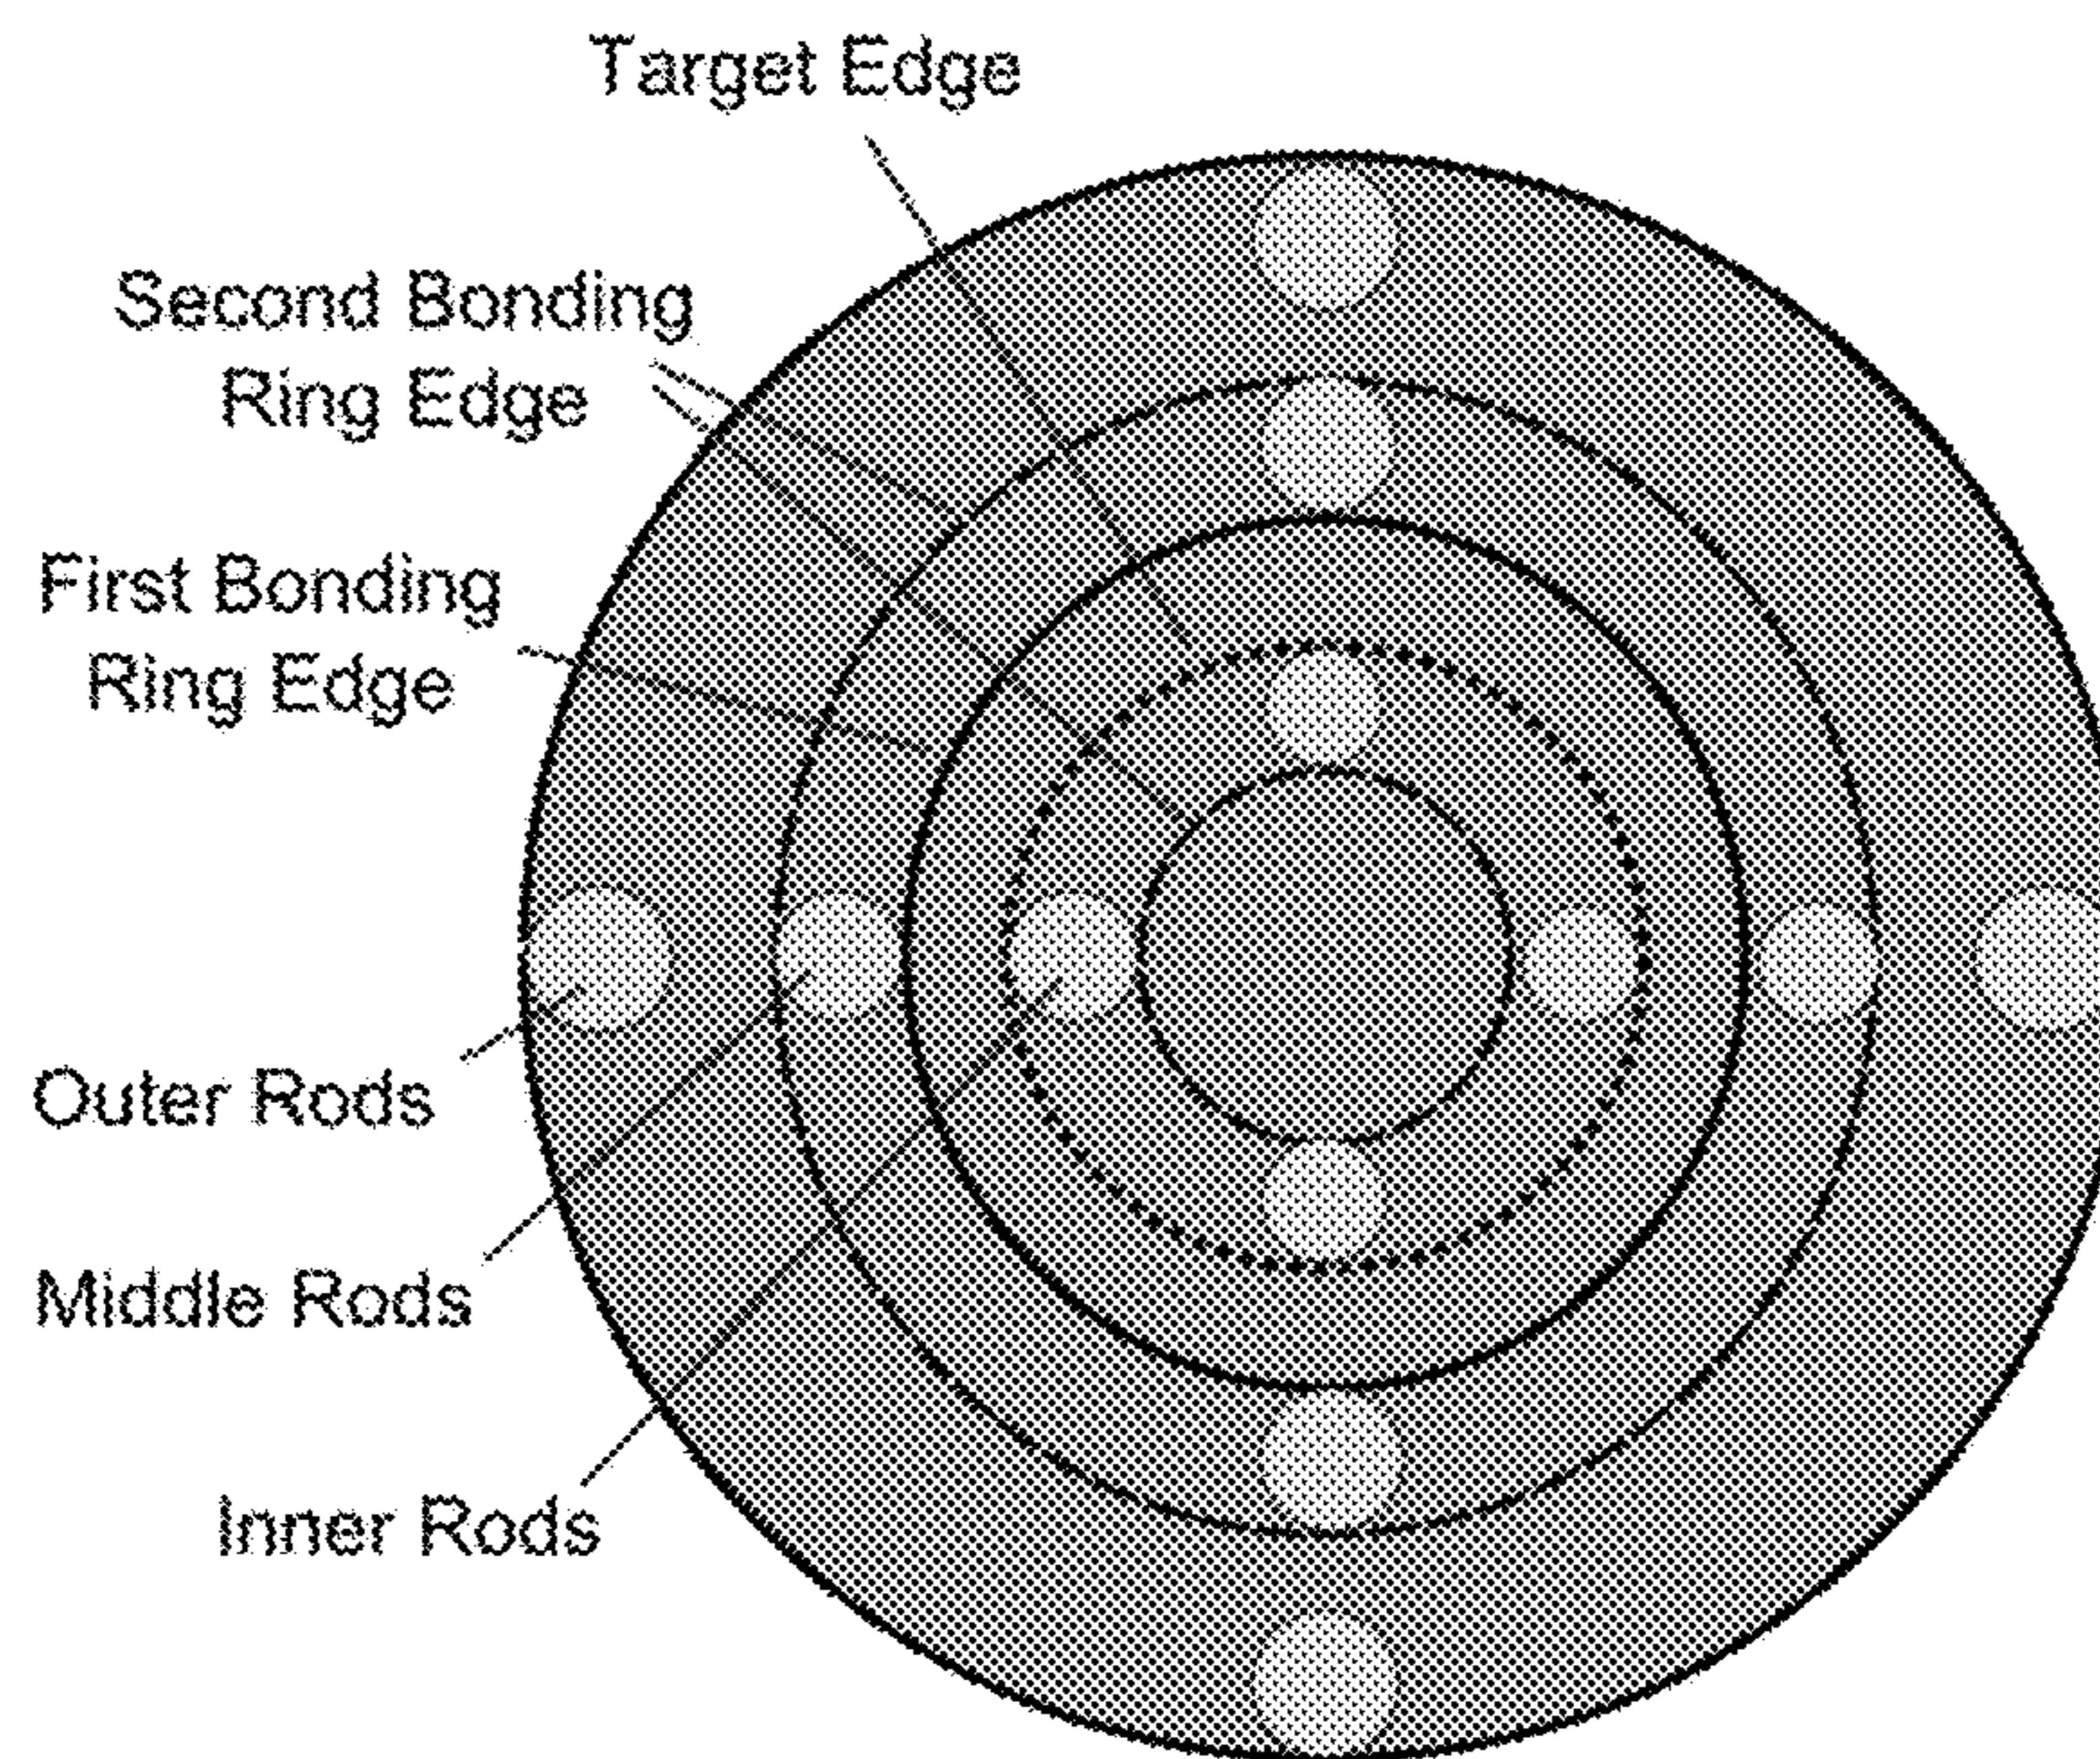 Target Edge
Second Bonding
Ring Edge
First Bonding
Ring Edge
Outer Rods
Middle Rods
Inner Rods